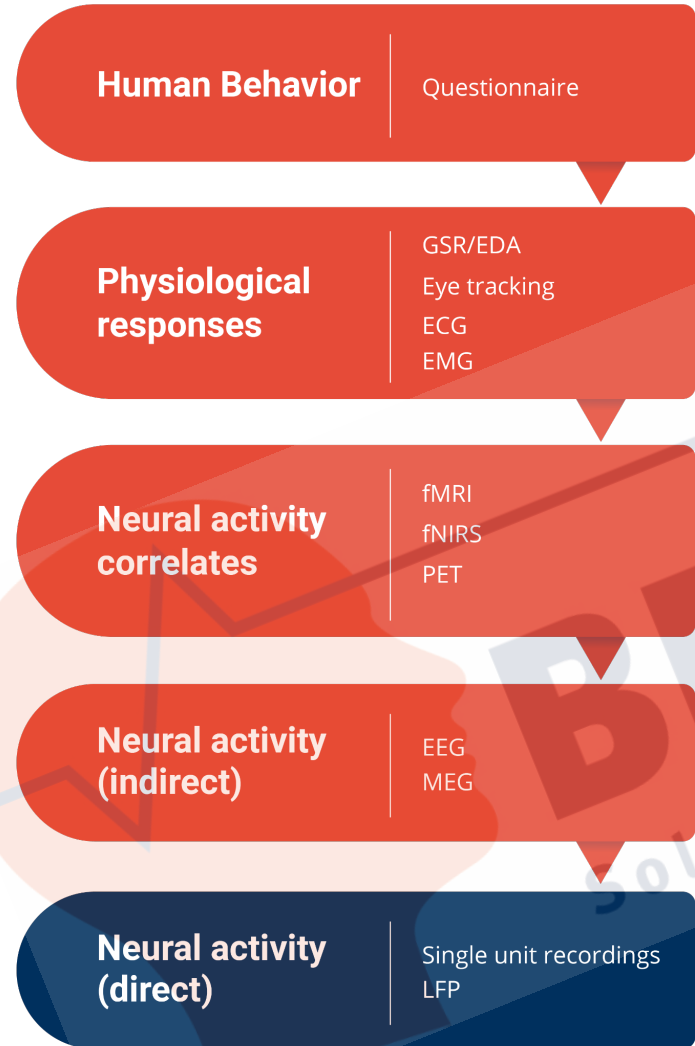 Human Behavior
Questionnaire
Physiological
responses
GSR/EDA
Eye tracking
ECG
EMG
Neural activity
correlates
fMRI
fNIRS
PET
Neural activity
(indirect)
EEG
MEG
Neural activity
(direct)
Single unit recordings
LFP